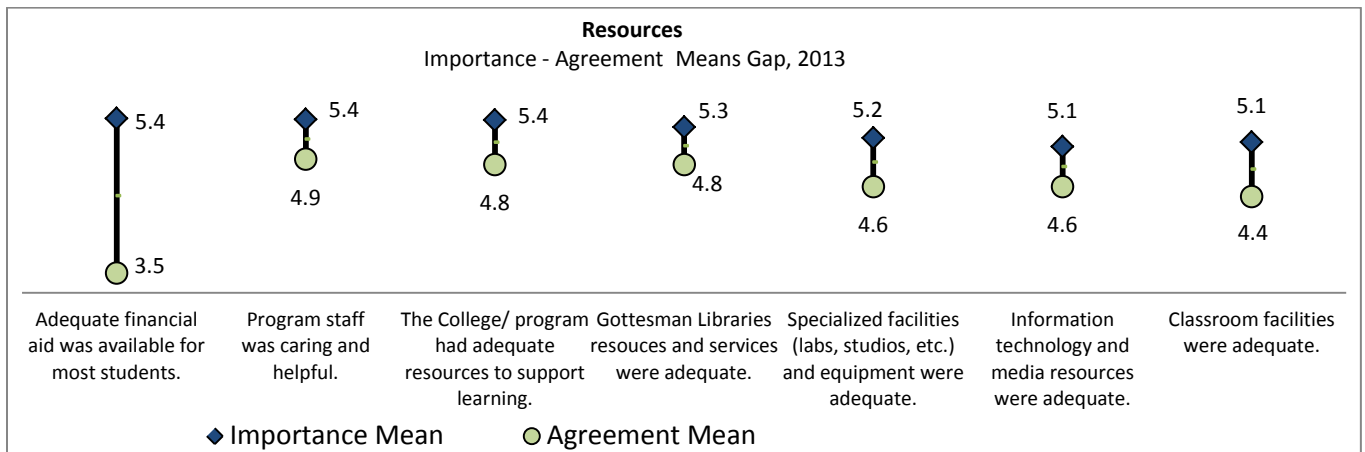 Resources
Importance - Agreement Means Gap, 2013
5.4
3.5
5.4
4.9
5.4
4.8
5.3
4.8
5.2
4.6
5.1
4.6
5.1
4.4
Adequate financial
aid was available for
most students.
Program staff
was caring and
helpful.
The College/ program
had adequate
resources to support
learning.
Gottesman Libraries
resouces and services
were adequate.
Specialized facilities
(labs, studios, etc.)
and equipment were
adequate.
Information
technology and
media resources
were adequate.
Classroom facilities
were adequate.
Importance Mean
Agreement Mean